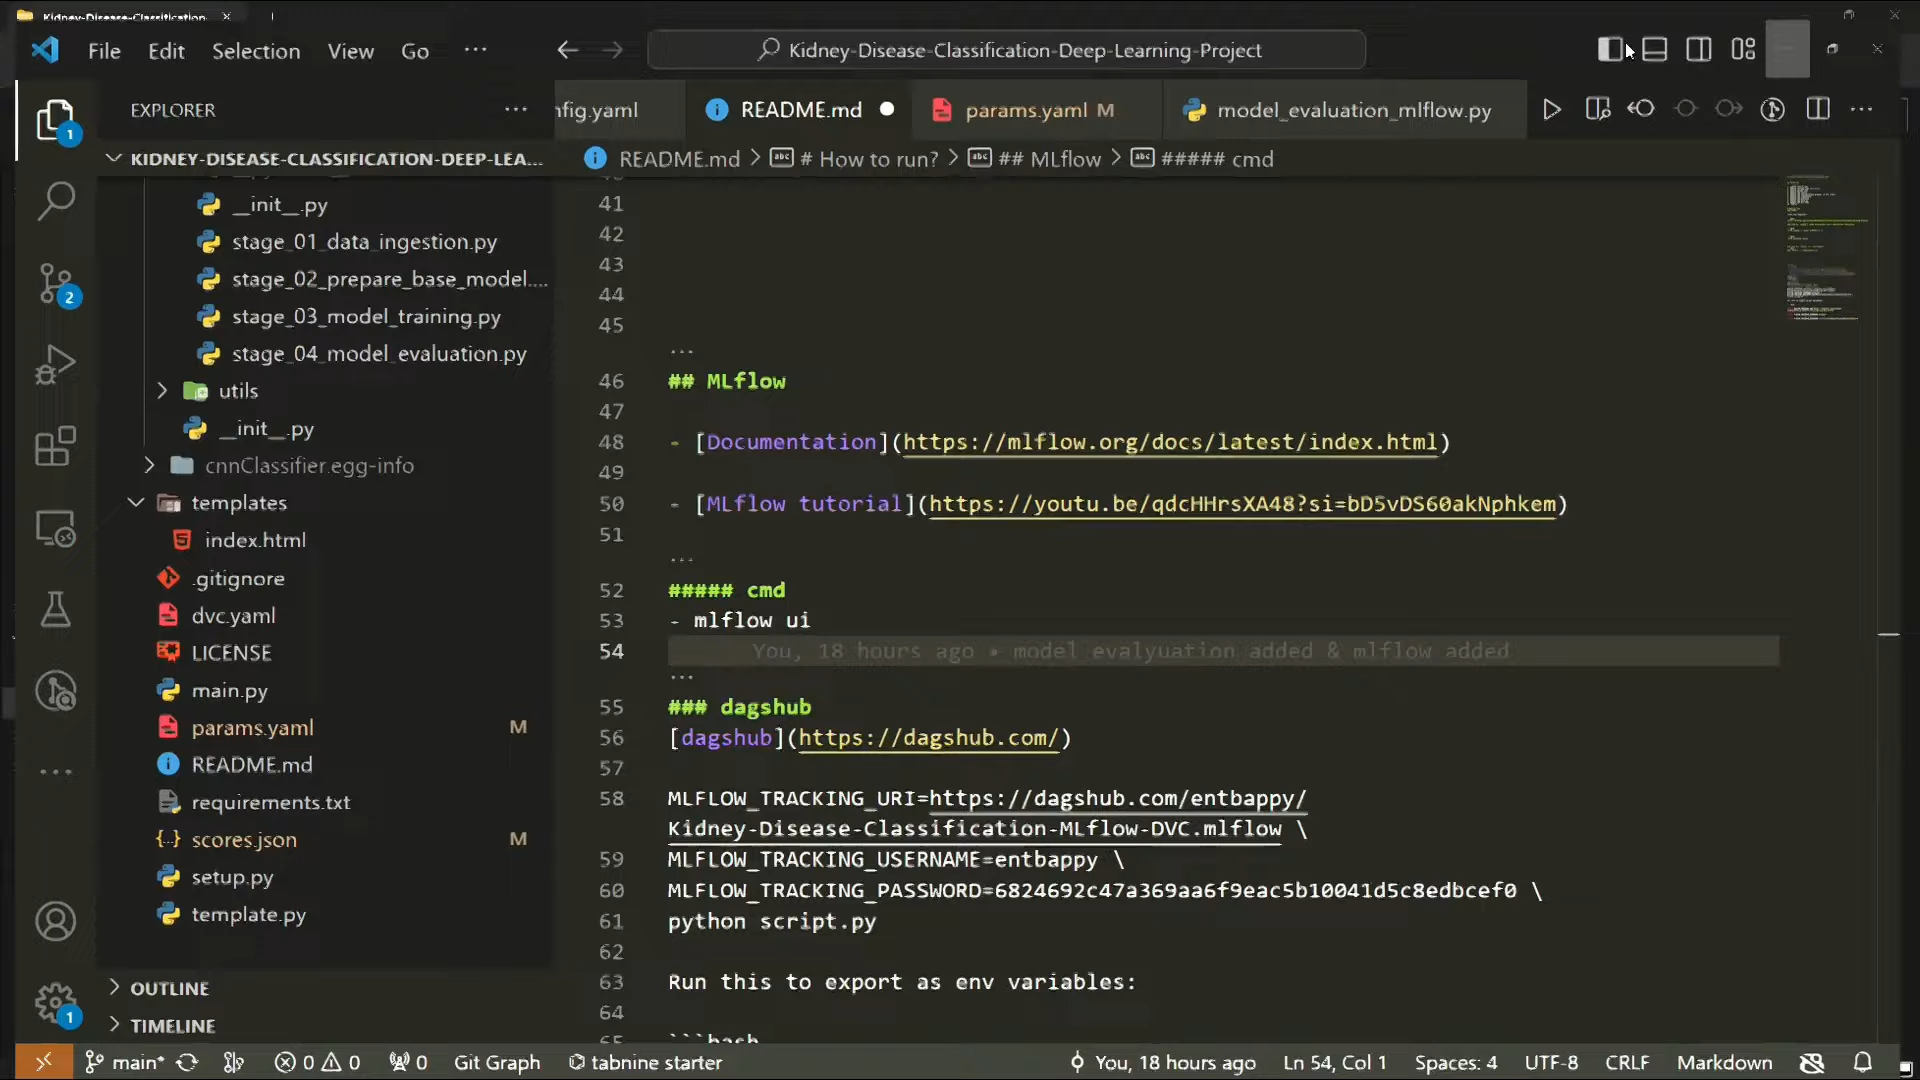 Kidney-Disease-Classification
File Edit Selection View Go ···
Kidney-Disease-Classification-Deep-Learning-Project
EXPLORER ···
KIDNEY-DISEASE-CLASSIFICATION-DEEP-LEA...
__init__.py
stage_01_data_ingestion.py
stage_02_prepare_base_model....
stage_03_model_training.py
stage_04_model_evaluation.py
utils
__init__.py
cnnClassifier.egg-info
templates
index.html
.gitignore
dvc.yaml
LICENSE
main.py
params.yaml M
README.md
requirements.txt
scores.json M
setup.py
template.py
OUTLINE
TIMELINE
1
2
1
nfig.yaml README.md params.yaml M model_evaluation_mlflow.py
README.md > # How to run? > ## MLflow > ##### cmd
41
42
43
44
45
...
46 ## MLflow
47
48 - [Documentation](https://mlflow.org/docs/latest/index.html)
49
50 - [MLflow tutorial](https://youtu.be/qdcHHrsXA48?si=bD5vDS60akNphkem)
51
...
52 ##### cmd
53 - mlflow ui
54 You, 18 hours ago • model evalyuation added & mlflow added
...
55 ### dagshub
56 [dagshub](https://dagshub.com/)
57
58 MLFLOW_TRACKING_URI=https://dagshub.com/entbappy/
Kidney-Disease-Classification-MLflow-DVC.mlflow \
59 MLFLOW_TRACKING_USERNAME=entbappy \
60 MLFLOW_TRACKING_PASSWORD=6824692c47a369aa6f9eac5b10041d5c8edbcef0 \
61 python script.py
62
63 Run this to export as env variables:
64
65 ```bash
main* 0 0 0 Git Graph tabnine starter You, 18 hours ago Ln 54, Col 1 Spaces: 4 UTF-8 CRLF Markdown